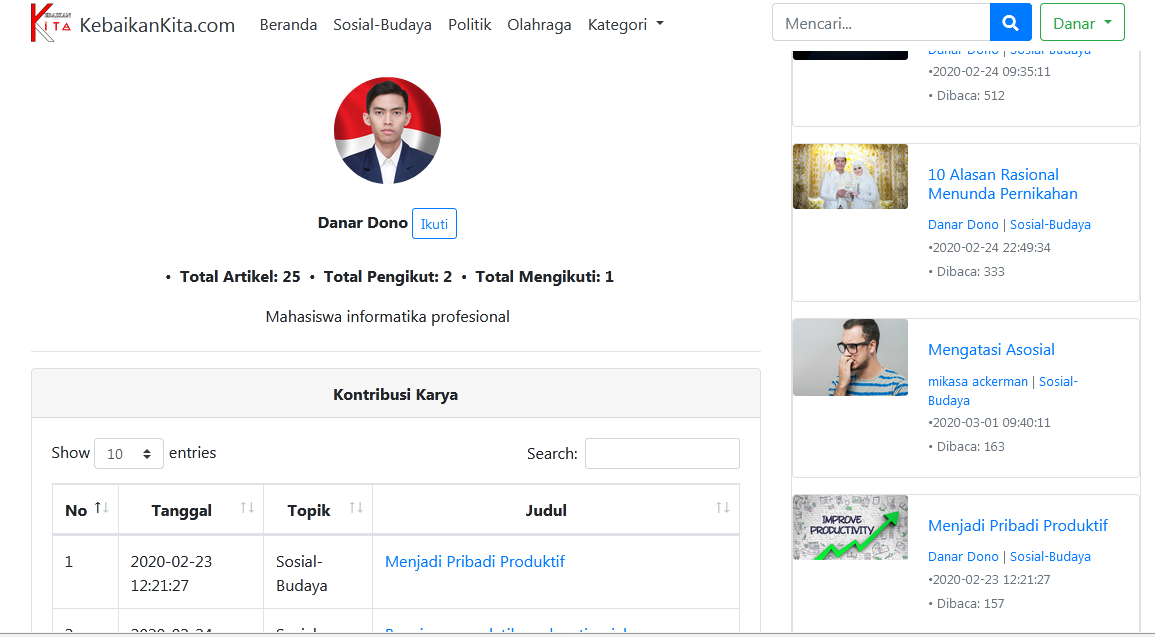 KEBAIKAN
KITA KebaikanKita.com Beranda Sosial-Budaya Politik Olahraga Kategori Mencari... Danar
Danar Dono Ikuti
• Total Artikel: 25 • Total Pengikut: 2 • Total Mengikuti: 1
Mahasiswa informatika profesional
Kontribusi Karya
Show 10 entries Search:
No Tanggal Topik Judul
1 2020-02-23 12:21:27 Sosial-Budaya Menjadi Pribadi Produktif
Danar Dono | Sosial-Budaya
•2020-02-24 09:35:11
• Dibaca: 512
10 Alasan Rasional
Menunda Pernikahan
Danar Dono | Sosial-Budaya
•2020-02-24 22:49:34
• Dibaca: 333
Mengatasi Asosial
mikasa ackerman | Sosial-
Budaya
•2020-03-01 09:40:11
• Dibaca: 163
IMPROVE
PRODUCTIVITY
Menjadi Pribadi Produktif
Danar Dono | Sosial-Budaya
•2020-02-23 12:21:27
• Dibaca: 157